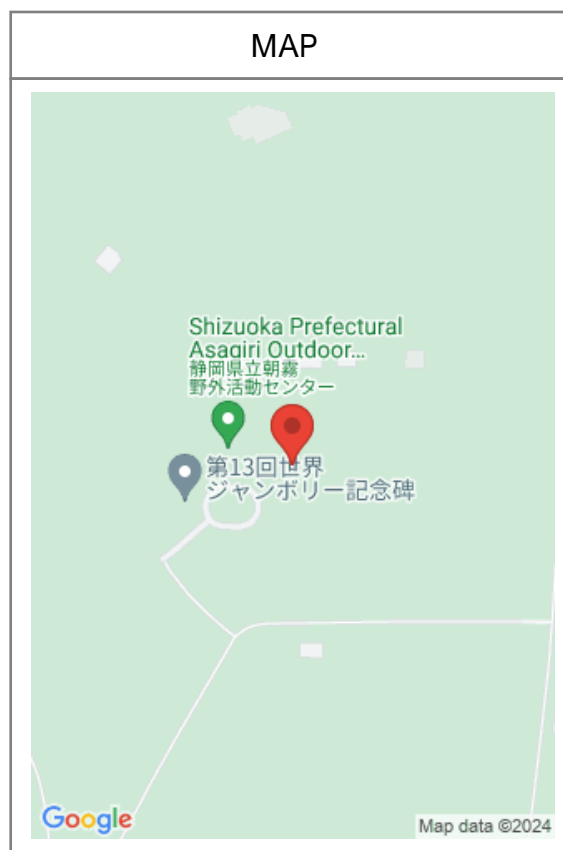 MAP
Shizuoka Prefectural
Asagiri Outdoor...
静岡県立朝霧
野外活動センター
第13回世界
ジャンボリー記念碑
Google
Map data ©2024